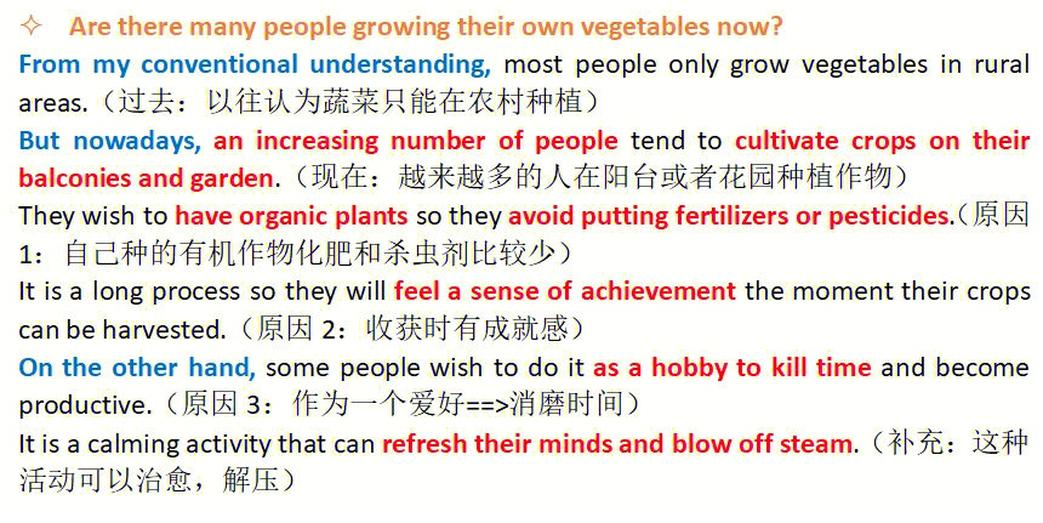 ✧ Are there many people growing their own vegetables now?
From my conventional understanding, most people only grow vegetables in rural
areas.（过去：以往认为蔬菜只能在农村种植）
But nowadays, an increasing number of people tend to cultivate crops on their
balconies and garden.（现在：越来越多的人在阳台或者花园种植作物）
They wish to have organic plants so they avoid putting fertilizers or pesticides.（原因
1：自己种的有机作物化肥和杀虫剂比较少）
It is a long process so they will feel a sense of achievement the moment their crops
can be harvested.（原因 2：收获时有成就感）
On the other hand, some people wish to do it as a hobby to kill time and become
productive.（原因 3：作为一个爱好==>消磨时间）
It is a calming activity that can refresh their minds and blow off steam.（补充：这种
活动可以治愈，解压）